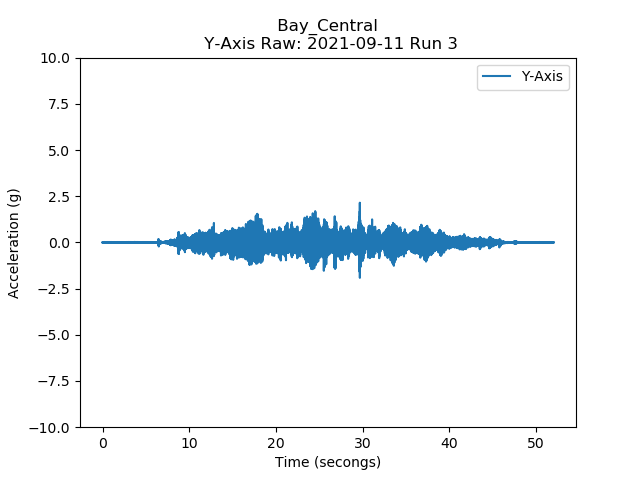 Bay_Central
Y-Axis Raw: 2021-09-11 Run 3
Y-Axis
10.0
7.5
5.0
2.5
0.0
−2.5
−5.0
−7.5
−10.0
Acceleration (g)
0 10 20 30 40 50
Time (secongs)